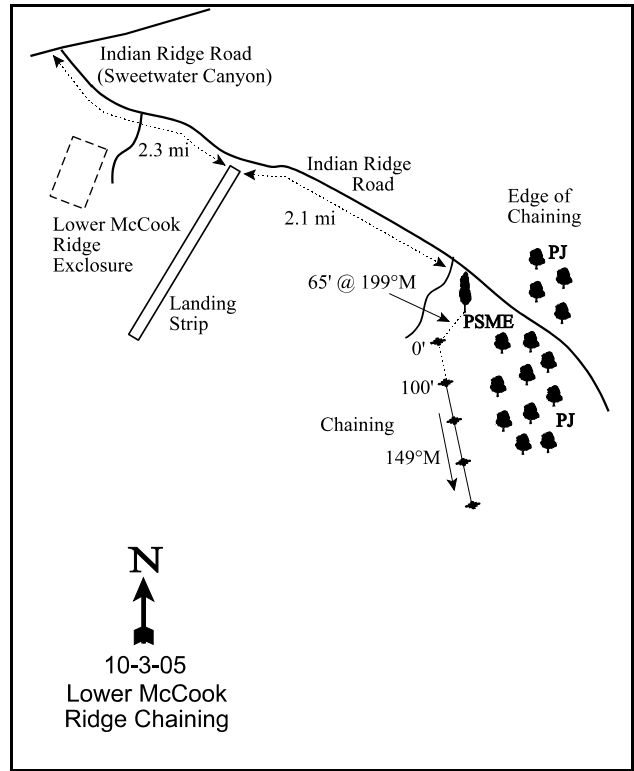 Indian Ridge Road
(Sweetwater Canyon)
2.3 mi
Indian Ridge
Road
Lower McCook
Ridge
Exclosure
2.1 mi
Edge of
Chaining
PJ
Landing
Strip
65' @ 199°M
PSME
0'
100'
Chaining
PJ
149°M
N
10-3-05
Lower McCook
Ridge Chaining